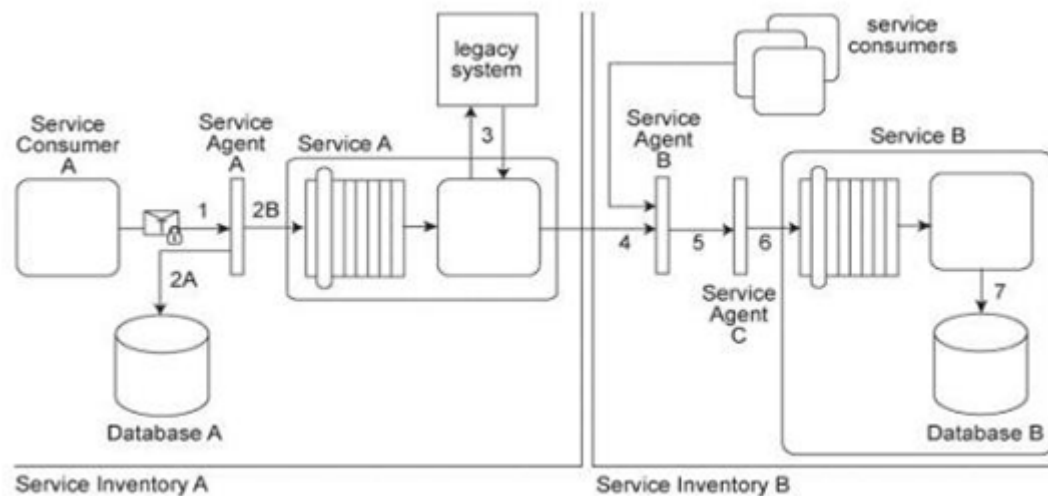 legacy
system
service
consumers
Service
Consumer
A
Service
Agent
A
Service A
3
Service
Agent
B
Service B
1
2B
4
5
6
2A
Service
Agent
C
7
Database A
Database B
Service Inventory A
Service Inventory B